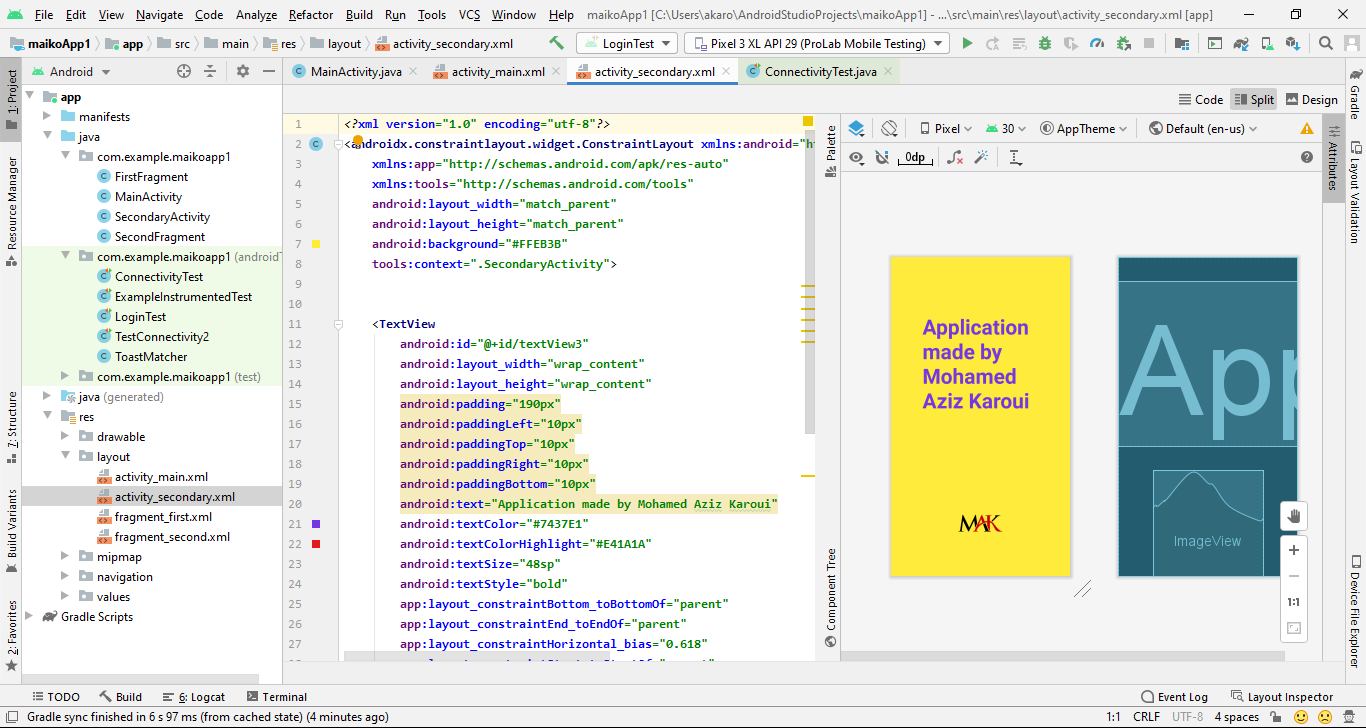 File Edit View Navigate Code Analyze Refactor Build Run Tools VCS Window Help maikoApp1 [C:\Users\akaro\AndroidStudioProjects\maikoApp1] - ...\src\main\res\layout\activity_secondary.xml [app]
maikoApp1 app src main res layout activity_secondary.xml LoginTest Pixel 3 XL API 29 (ProLab Mobile Testing)
Android MainActivity.java activity_main.xml activity_secondary.xml ConnectivityTest.java
Code Split Design
1: Project
Resource Manager
7: Structure
Build Variants
2: Favorites
app
manifests
java
com.example.maikoapp1
FirstFragment
MainActivity
SecondaryActivity
SecondFragment
com.example.maikoapp1 (android
ConnectivityTest
ExampleInstrumentedTest
LoginTest
TestConnectivity2
ToastMatcher
com.example.maikoapp1 (test)
java (generated)
res
drawable
layout
activity_main.xml
activity_secondary.xml
fragment_first.xml
fragment_second.xml
mipmap
navigation
values
Gradle Scripts
1 <?xml version="1.0" encoding="utf-8"?>
2 <androidx.constraintlayout.widget.ConstraintLayout xmlns:android="h
3 xmlns:app="http://schemas.android.com/apk/res-auto"
4 xmlns:tools="http://schemas.android.com/tools"
5 android:layout_width="match_parent"
6 android:layout_height="match_parent"
7 android:background="#FFEB3B"
8 tools:context=".SecondaryActivity">
9
10
11 <TextView
12 android:id="@+id/textView3"
13 android:layout_width="wrap_content"
14 android:layout_height="wrap_content"
15 android:padding="190px"
16 android:paddingLeft="10px"
17 android:paddingTop="10px"
18 android:paddingRight="10px"
19 android:paddingBottom="10px"
20 android:text="Application made by Mohamed Aziz Karoui"
21 android:textColor="#7437E1"
22 android:textColorHighlight="#E41A1A"
23 android:textSize="48sp"
24 android:textStyle="bold"
25 app:layout_constraintBottom_toBottomOf="parent"
26 app:layout_constraintEnd_toEndOf="parent"
27 app:layout_constraintHorizontal_bias="0.618"
Palette
Component Tree
Pixel 30 AppTheme Default (en-us)
0dp
Application
made by
Mohamed
Aziz Karoui
MAK
App
ImageView
1:1
Attributes
Gradle
Layout Validation
Device File Explorer
TODO Build 6: Logcat Terminal Event Log Layout Inspector
Gradle sync finished in 6 s 97 ms (from cached state) (4 minutes ago) 1:1 CRLF UTF-8 4 spaces